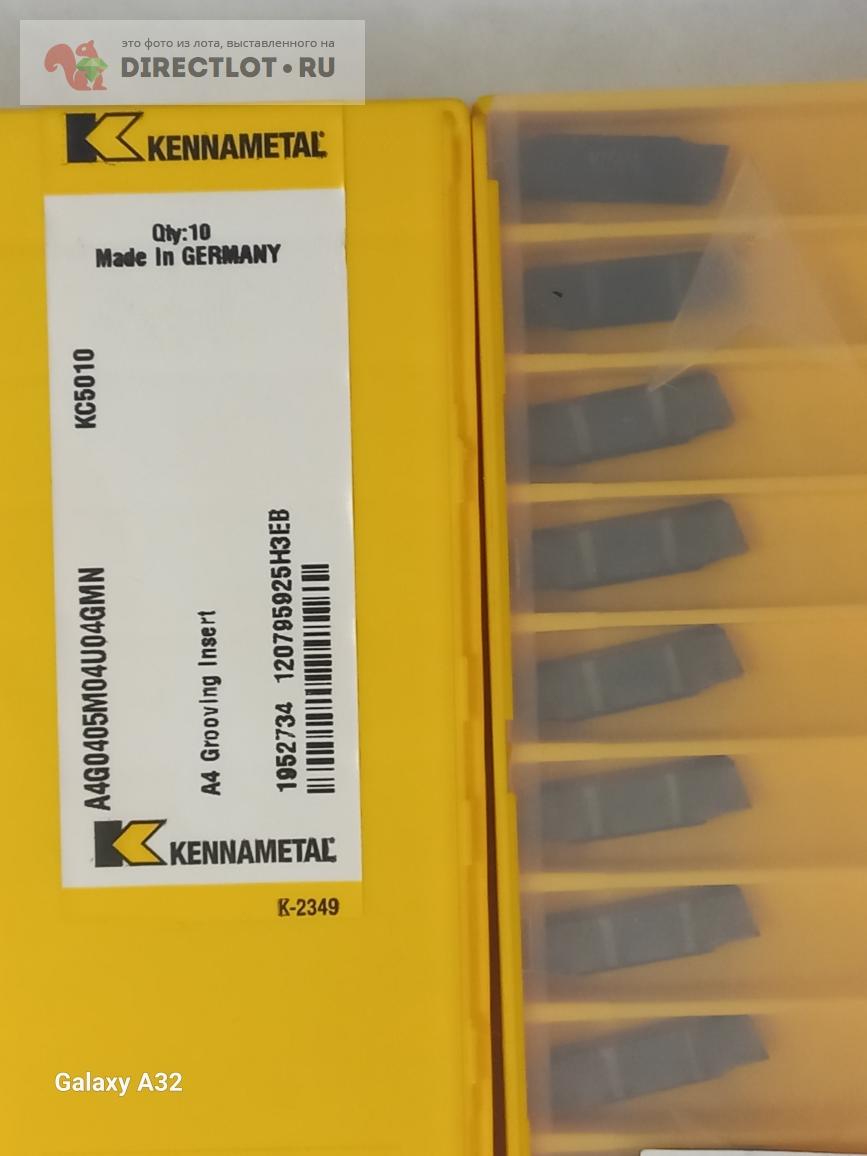 это фото из лота, выставленного на
DIRECTLOT•RU
KENNAMETAL
Qty:10
Made In GERMANY
KC5010
A4G0405M04U04GMN
A4 Grooving Insert
1952734 120795925H3EB
KENNAMETAL
K-2349
Galaxy A32